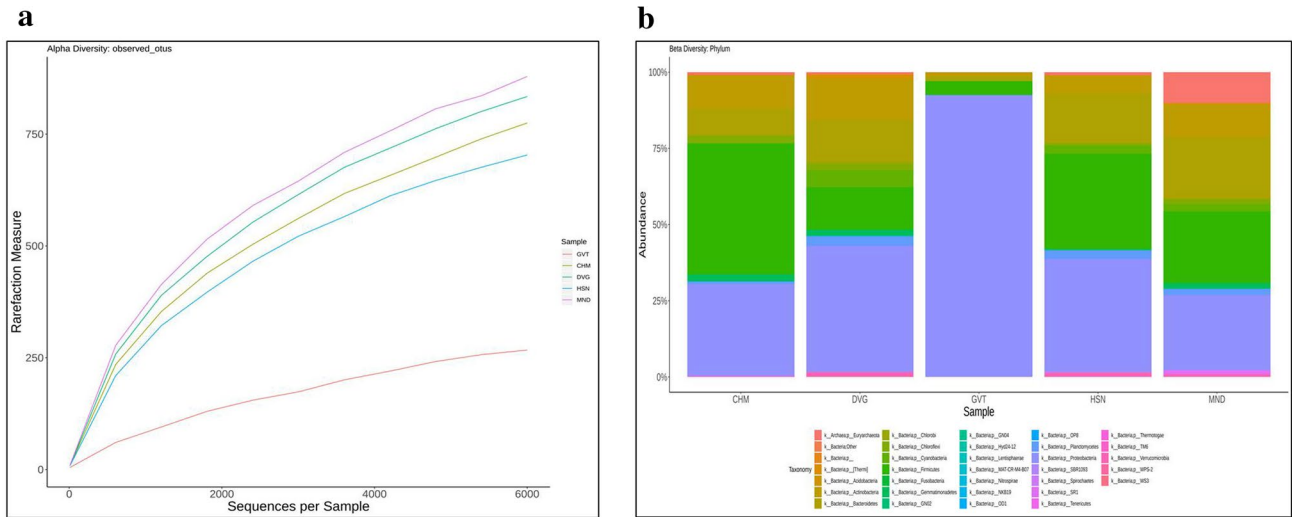 a
b
Alpha Diversity: observed_otus
Rarefaction Measure
750
500
250
0
0
2000
4000
6000
Sequences per Sample
Sample
GVT
CHM
DVG
HSN
MND
Beta Diversity: Phylum
Abundance
100%
75%
50%
25%
0%
CHM
DVG
GVT
HSN
MND
Sample
Taxonomy
k__Archaea;p__Euryarchaeota
k__Bacteria;Other
k__Bacteria;p__
k__Bacteria;p__[Thermi]
k__Bacteria;p__Acidobacteria
k__Bacteria;p__Actinobacteria
k__Bacteria;p__Bacteroidetes
k__Bacteria;p__Chlorobi
k__Bacteria;p__Chloroflexi
k__Bacteria;p__Cyanobacteria
k__Bacteria;p__Firmicutes
k__Bacteria;p__Fusobacteria
k__Bacteria;p__Gemmatimonadetes
k__Bacteria;p__GN02
k__Bacteria;p__GN04
k__Bacteria;p__Hyd24-12
k__Bacteria;p__Lentisphaerae
k__Bacteria;p__MAT-CR-M4-B07
k__Bacteria;p__Nitrospirae
k__Bacteria;p__NKB19
k__Bacteria;p__OD1
k__Bacteria;p__OP8
k__Bacteria;p__Planctomycetes
k__Bacteria;p__Proteobacteria
k__Bacteria;p__SBR1093
k__Bacteria;p__Spirochaetes
k__Bacteria;p__SR1
k__Bacteria;p__Tenericutes
k__Bacteria;p__Thermotogae
k__Bacteria;p__TM6
k__Bacteria;p__Verrucomicrobia
k__Bacteria;p__WPS-2
k__Bacteria;p__WS3